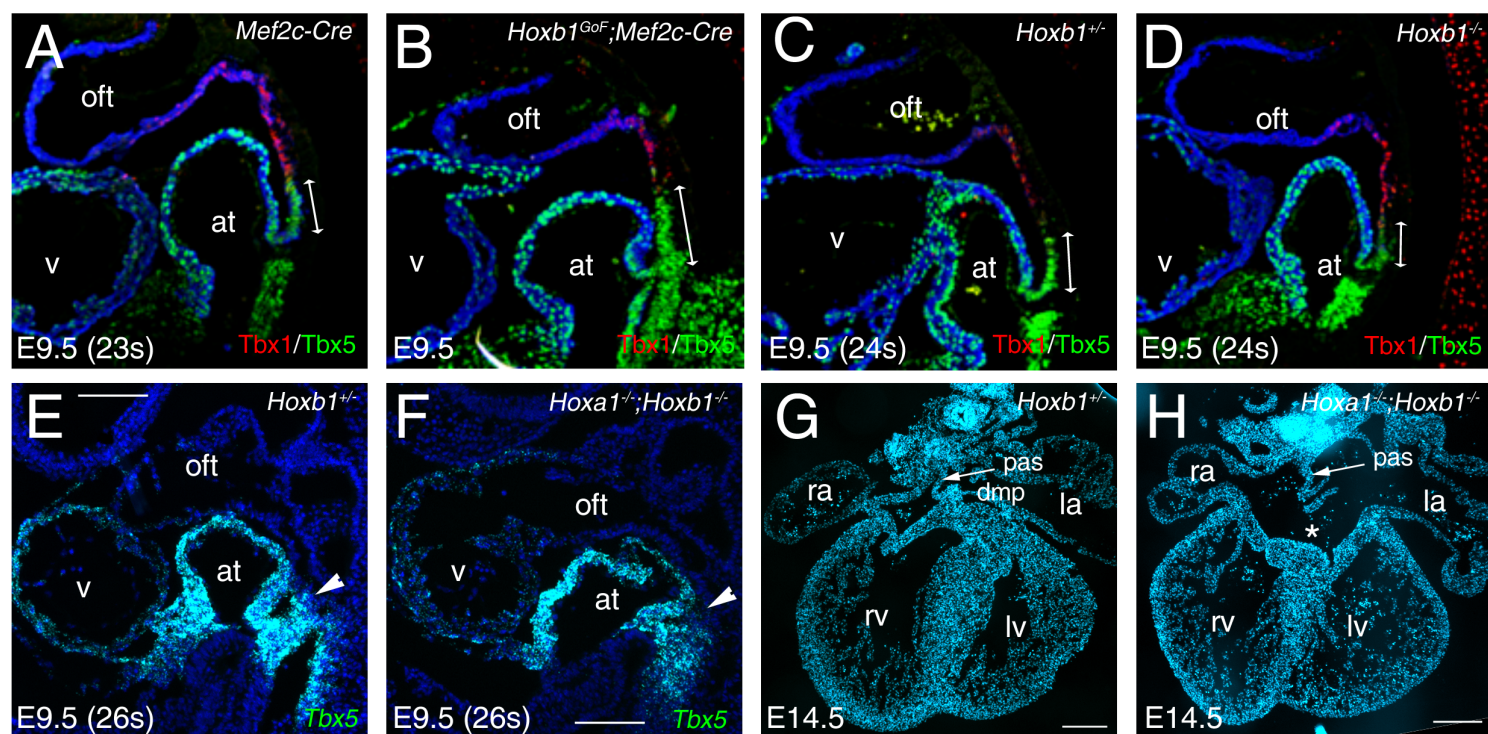 A
Mef2c-Cre
oft
at
v
E9.5 (23s)
Tbx1/Tbx5
B
Hoxb1GoF;Mef2c-Cre
oft
at
v
E9.5
Tbx1/Tbx5
C
Hoxb1+/-
oft
at
v
E9.5 (24s)
Tbx1/Tbx5
D
Hoxb1-/-
oft
at
v
E9.5 (24s)
Tbx1/Tbx5
E
Hoxb1+/-
oft
at
v
E9.5 (26s)
Tbx5
F
Hoxa1-/-;Hoxb1-/-
oft
v
at
E9.5 (26s)
Tbx5
G
Hoxb1+/-
pas
ra
dmp
la
rv
lv
E14.5
H
Hoxa1-/-;Hoxb1-/-
ra
pas
la
*
rv
lv
E14.5